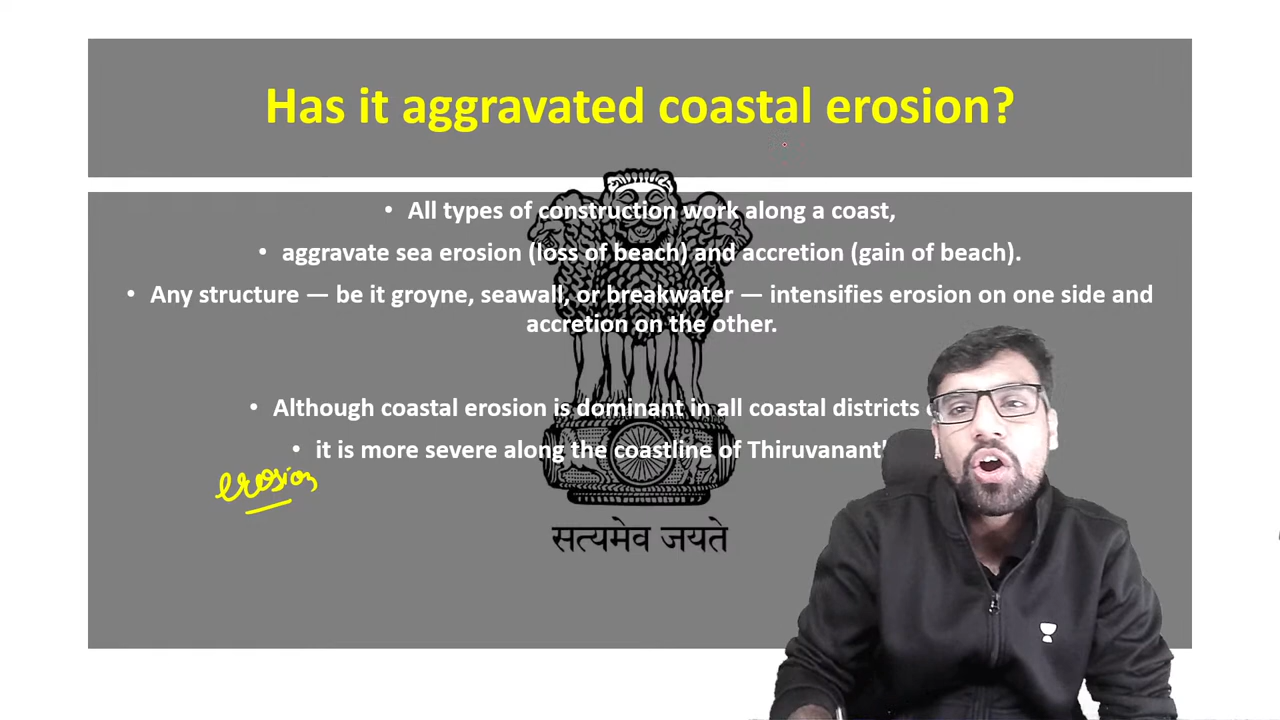 Has it aggravated coastal erosion?
• All types of construction work along a coast,
• aggravate sea erosion (loss of beach) and accretion (gain of beach).
• Any structure — be it groyne, seawall, or breakwater — intensifies erosion on one side and
accretion on the other.
• Although coastal erosion is dominant in all coastal districts
• it is more severe along the coastline of
erosion
सत्यमेव जयते